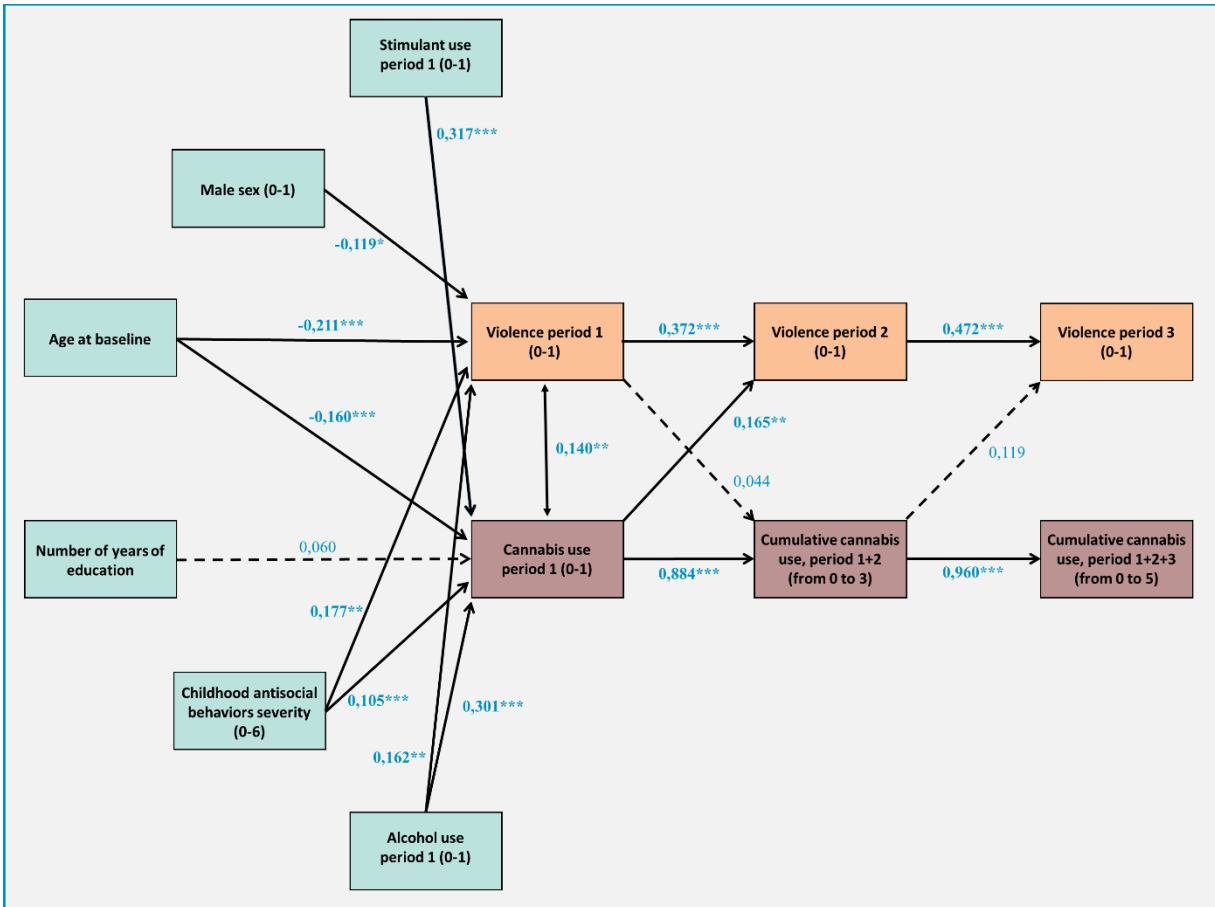 Stimulant use
period 1 (0-1)
0,317***
Male sex (0-1)
-0,119*
Age at baseline
-0,211***
Violence period 1
(0-1)
0,372***
Violence period 2
(0-1)
0,472***
Violence period 3
(0-1)
-0,160***
0,140**
0,165**
0,044
0,119
Number of years of
education
0,060
Cannabis use
period 1 (0-1)
0,884***
Cumulative cannabis
use, period 1+2
(from 0 to 3)
0,960***
Cumulative cannabis
use, period 1+2+3
(from 0 to 5)
0,177**
Childhood antisocial
behaviors severity
(0-6)
0,105***
0,301***
0,162**
Alcohol use
period 1 (0-1)